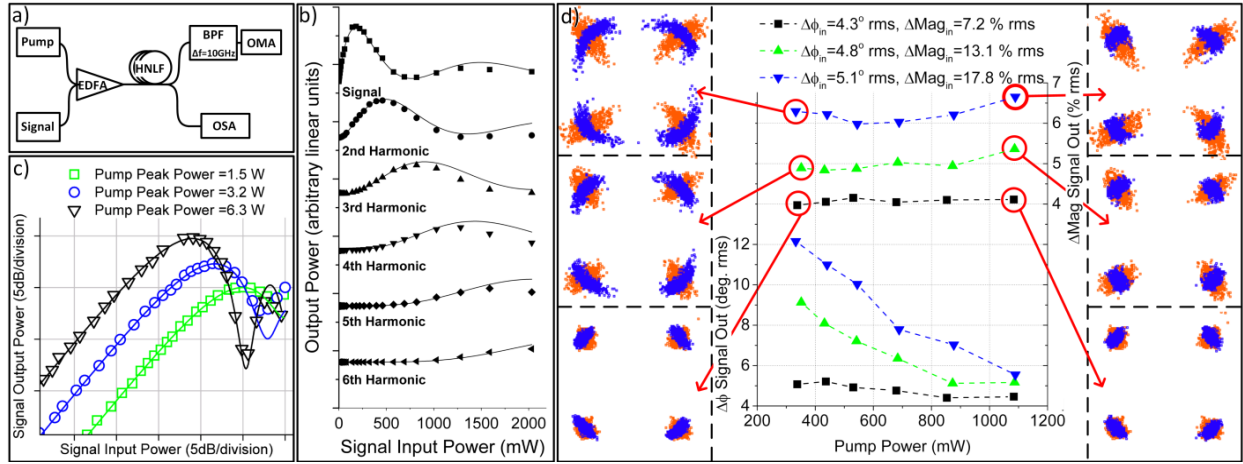 a)
Pump
Signal
EDFA
HNLF
BPF
Δf=10GHz
OMA
OSA
b)
Output Power (arbitrary linear units)
Signal
2nd Harmonic
3rd Harmonic
4th Harmonic
5th Harmonic
6th Harmonic
0 500 1000 1500 2000
Signal Input Power (mW)
c)
Pump Peak Power =1.5 W
Pump Peak Power =3.2 W
Pump Peak Power =6.3 W
Signal Output Power (5dB/division)
Signal Input Power (5dB/division)
d)
Δϕin=4.3° rms, ΔMagin=7.2 % rms
Δϕin=4.8° rms, ΔMagin=13.1 % rms
Δϕin=5.1° rms, ΔMagin=17.8 % rms
7
6
5
4
ΔMag Signal Out (% rms)
12
10
8
6
4
Δϕ Signal Out (deg. rms)
200 400 600 800 1000 1200
Pump Power (mW)